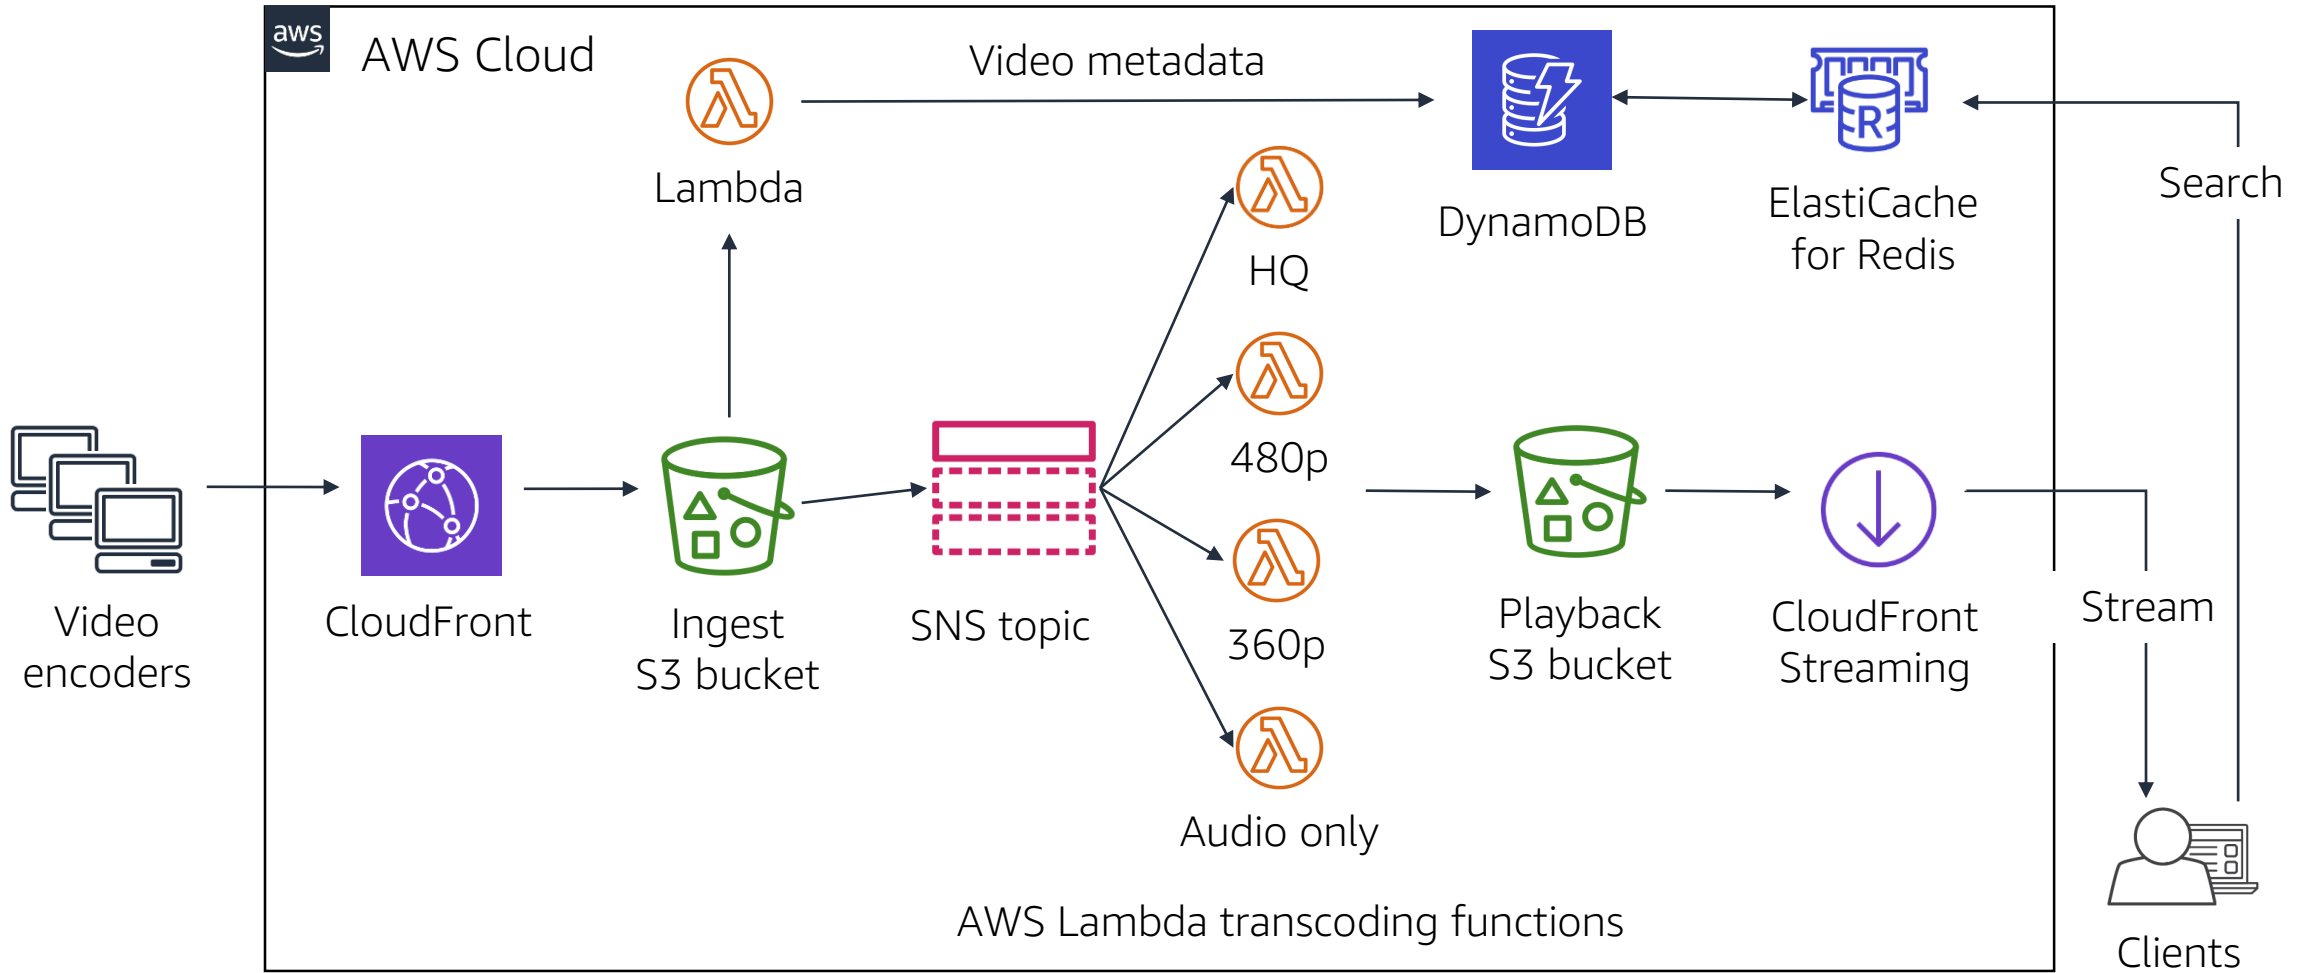 aws
AWS Cloud
Video metadata
Lambda
R
DynamoDB
ElastiCache
for Redis
Search
HQ
480p
360p
Audio only
Video
encoders
CloudFront
Ingest
S3 bucket
SNS topic
Playback
S3 bucket
CloudFront
Streaming
Stream
AWS Lambda transcoding functions
Clients